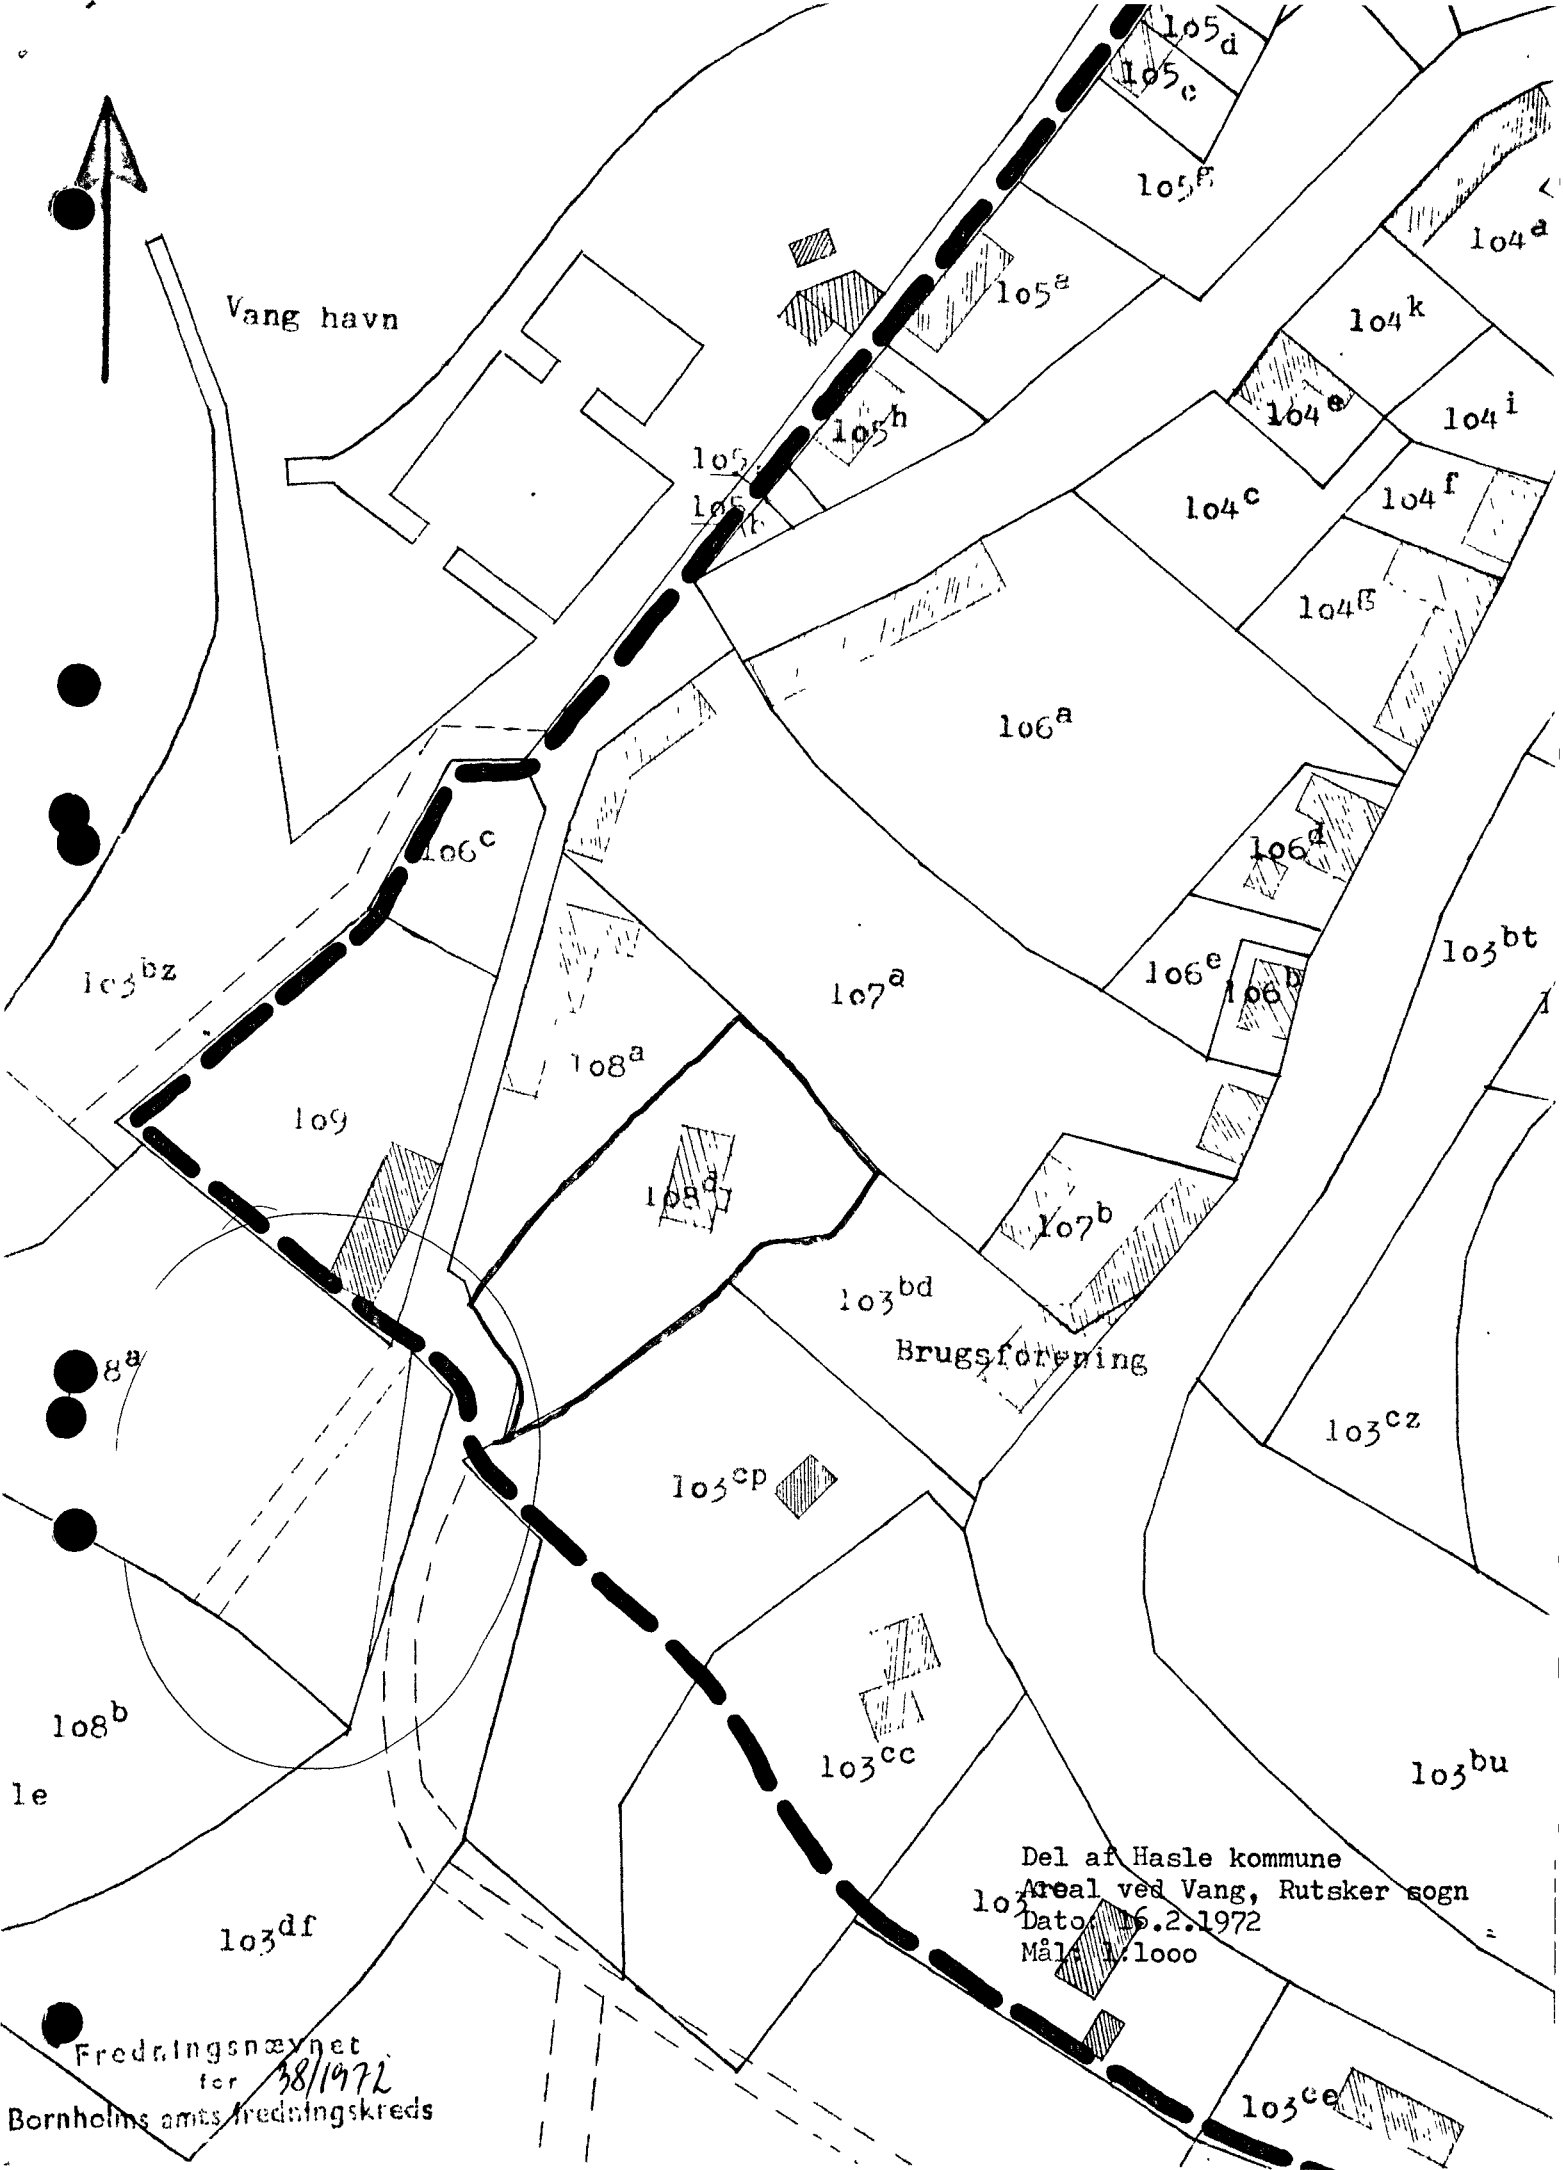 105d
105c
105g
104a
Vang havn
105a
104k
104e
104i
105h
105
104f
104c
105
104g
106a
106c
106d
103bz
107a
106e
106b
103bt
108a
109
108d
107b
103bd
Brugsforening
8a
103cz
103cp
108b
103cc
103bu
1e
Del af Hasle kommune
Areal ved Vang, Rutsker sogn
Dato: 16.2.1972
Mål: 1:1000
103df
Fredningsnævnet
for 38/1972
Bornholms amts fredningskreds
103ce